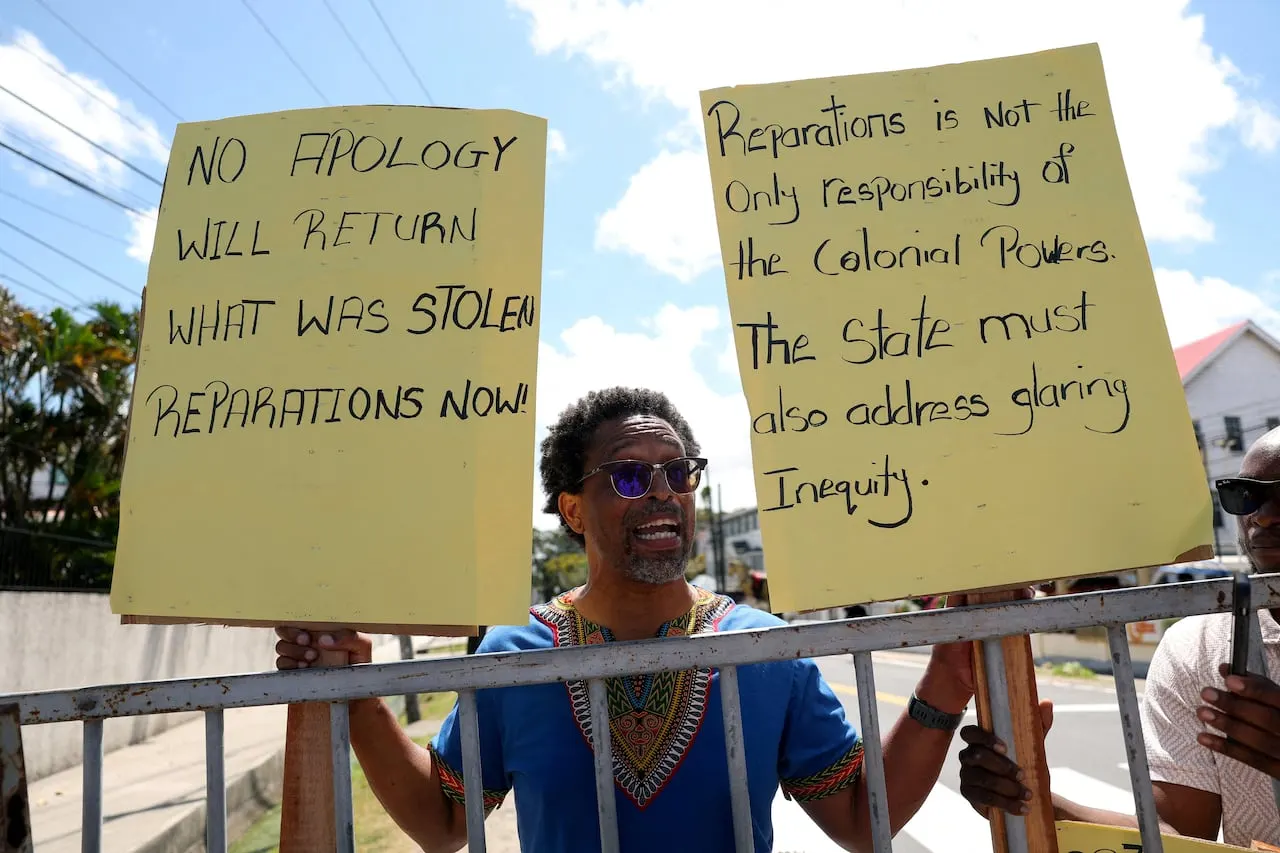 NO APOLOGY
WILL RETURN
WHAT WAS STOLEN
REPARATIONS NOW!
Reparations is Not the
Only responsibility of
the Colonial Powers.
The State must
also address glaring
Inequity.